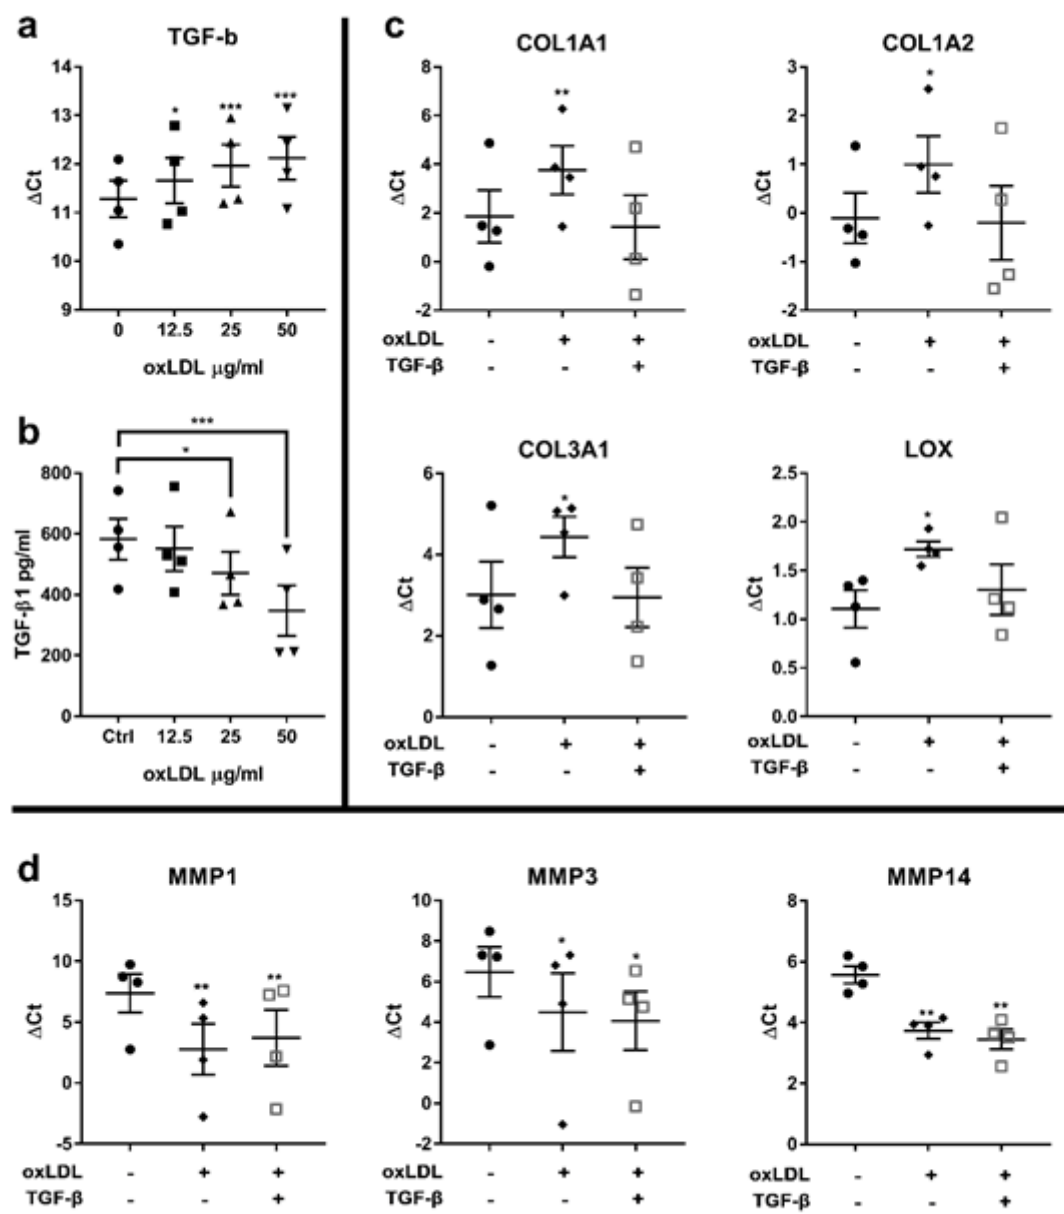 a
TGF-b
14
13
12
11
10
9
ΔCt
* *** ***
0 12.5 25 50
oxLDL µg/ml
b
*** 
*
800
600
400
200
0
TGF-β1 pg/ml
Ctrl 12.5 25 50
oxLDL µg/ml
c
COL1A1
8
6
4
2
0
-2
ΔCt
**
oxLDL - + +
TGF-β - - +
COL1A2
3
2
1
0
-1
-2
ΔCt
*
oxLDL - + +
TGF-β - - +
COL3A1
6
4
2
0
ΔCt
*
oxLDL - + +
TGF-β - - +
LOX
2.5
2.0
1.5
1.0
0.5
0.0
ΔCt
*
oxLDL - + +
TGF-β - - +
d
MMP1
15
10
5
0
-5
ΔCt
** **
oxLDL - + +
TGF-β - - +
MMP3
10
8
6
4
2
0
-2
ΔCt
* *
oxLDL - + +
TGF-β - - +
MMP14
8
6
4
2
0
ΔCt
** **
oxLDL - + +
TGF-β - - +